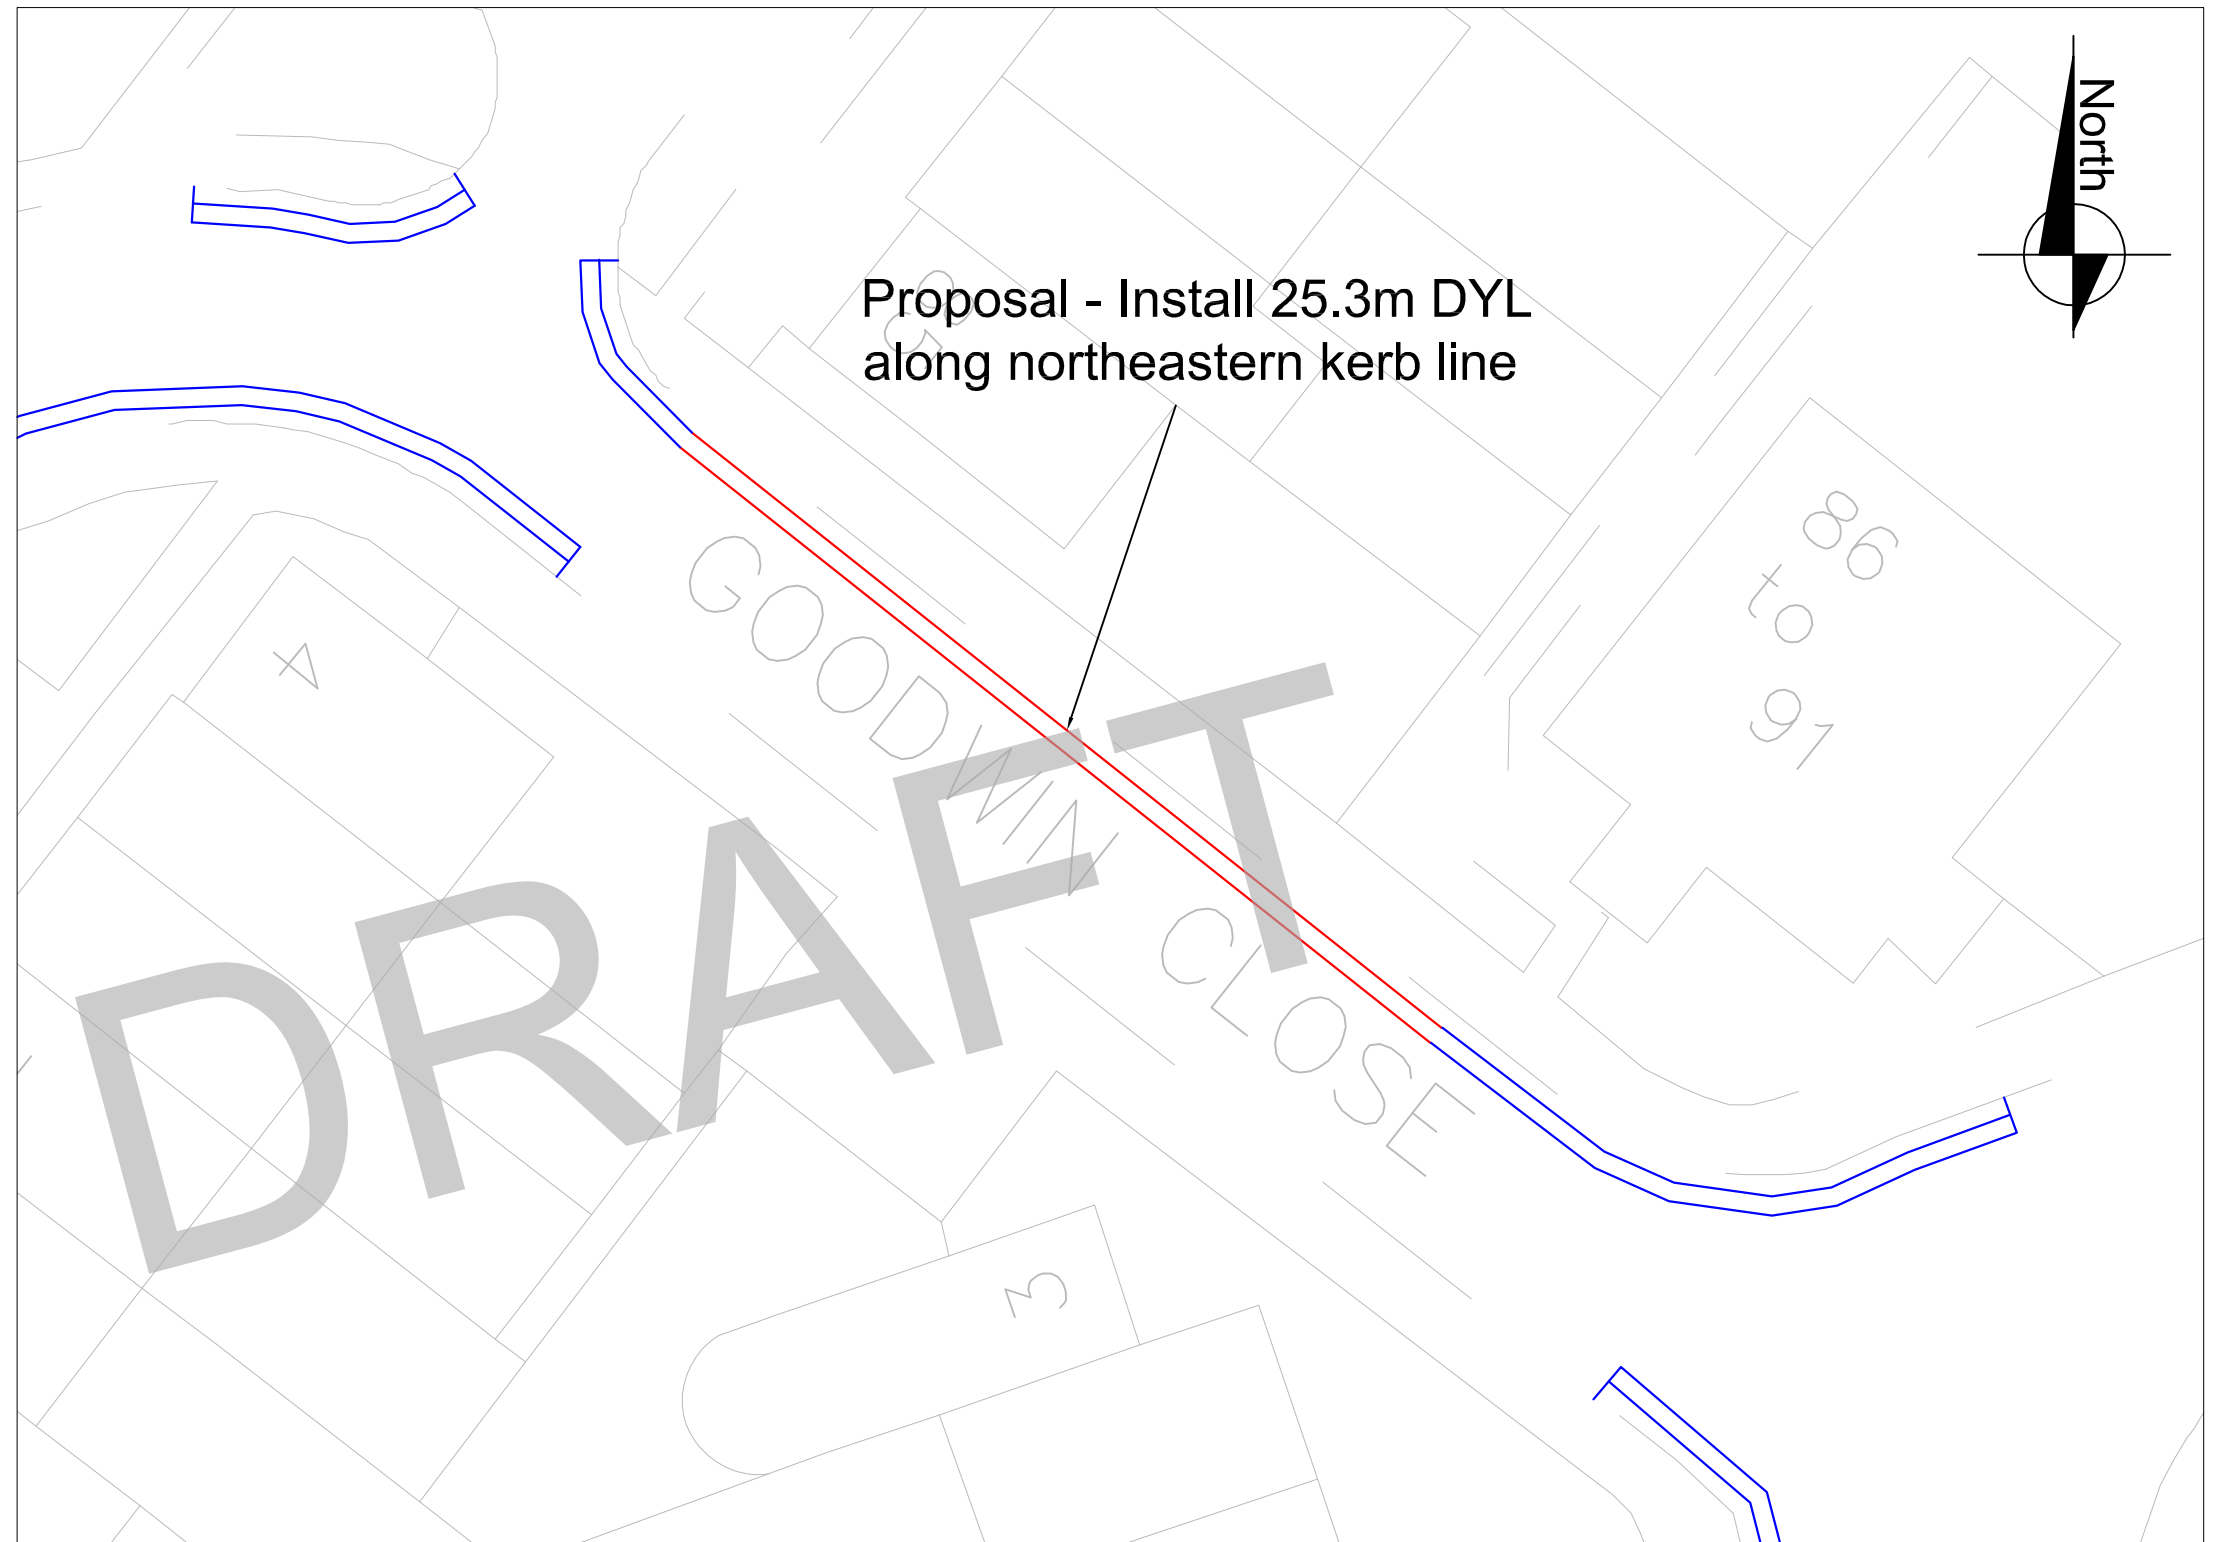 North
Proposal - Install 25.3m DYL
along northeastern kerb line
86
to
91
4
GOODWIN CLOSE
DRAFT
3